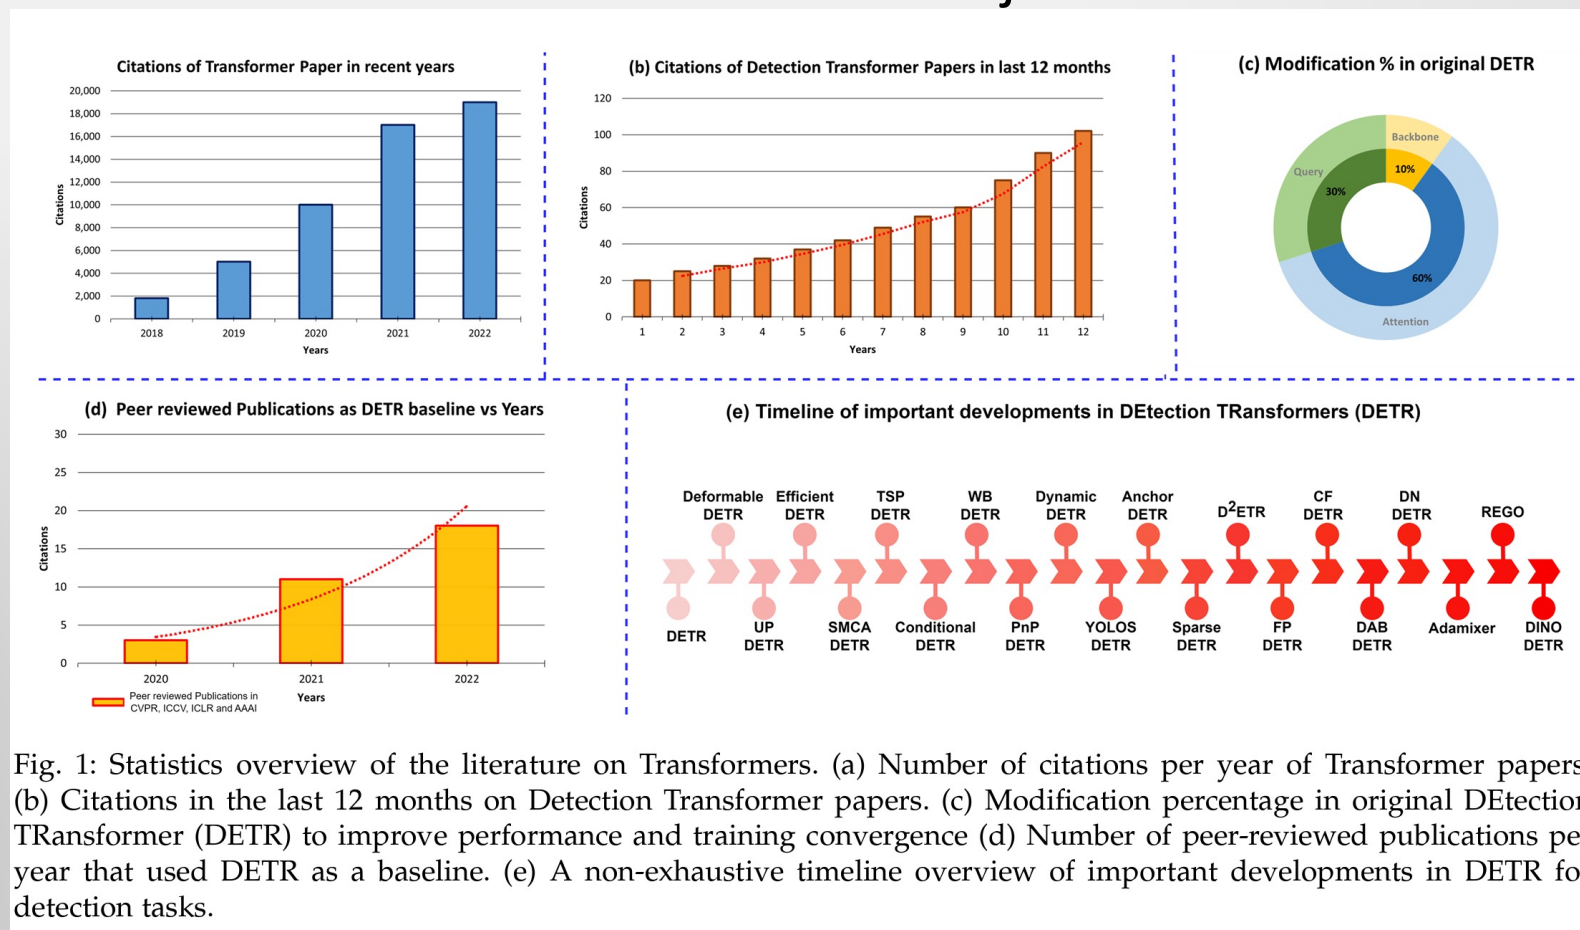 Citations of Transformer Paper in recent years
20,000
18,000
16,000
14,000
12,000
10,000
8,000
6,000
4,000
2,000
0
Citations
2018 2019 2020 2021 2022
Years
(b) Citations of Detection Transformer Papers in last 12 months
120
100
80
60
40
20
0
Citations
1 2 3 4 5 6 7 8 9 10 11 12
Years
(c) Modification % in original DETR
Backbone
10%
Query
30%
60%
Attention
(d) Peer reviewed Publications as DETR baseline vs Years
30
25
20
15
10
5
0
Citations
2020 2021 2022
Years
Peer reviewed Publications in
CVPR, ICCV, ICLR and AAAI
(e) Timeline of important developments in DEtection TRansformers (DETR)
Deformable DETR
Efficient DETR
TSP DETR
WB DETR
Dynamic DETR
Anchor DETR
D²ETR
CF DETR
DN DETR
REGO
DETR
UP DETR
SMCA DETR
Conditional DETR
PnP DETR
YOLOS DETR
Sparse DETR
FP DETR
DAB DETR
Adamixer
DINO DETR
Fig. 1: Statistics overview of the literature on Transformers. (a) Number of citations per year of Transformer papers
(b) Citations in the last 12 months on Detection Transformer papers. (c) Modification percentage in original DEtection
TRansformer (DETR) to improve performance and training convergence (d) Number of peer-reviewed publications pe
year that used DETR as a baseline. (e) A non-exhaustive timeline overview of important developments in DETR fo
detection tasks.